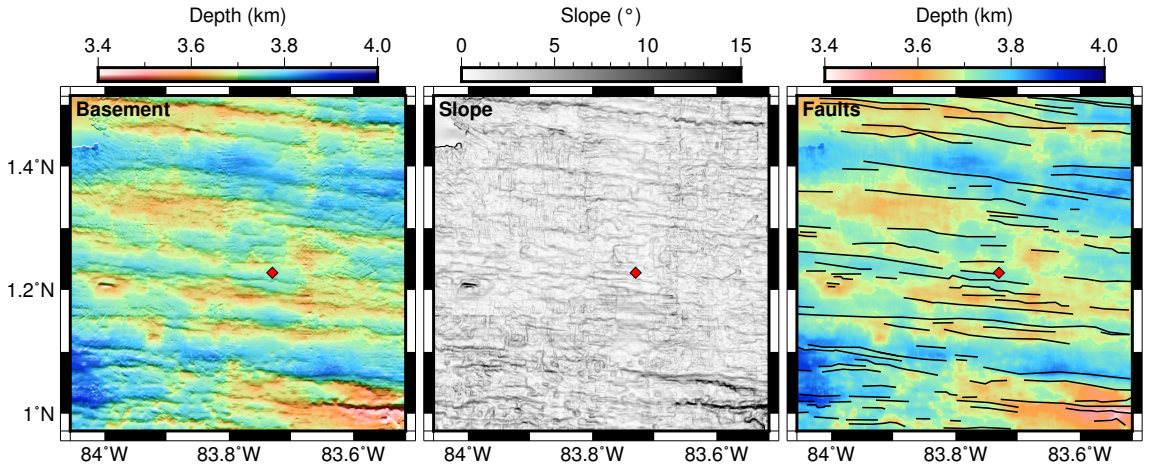 Depth (km)
3.4 3.6 3.8 4.0
Slope (°)
0 5 10 15
Depth (km)
3.4 3.6 3.8 4.0
Basement
Slope
Faults
1.4°N
1.2°N
1°N
84°W 83.8°W 83.6°W
84°W 83.8°W 83.6°W
84°W 83.8°W 83.6°W